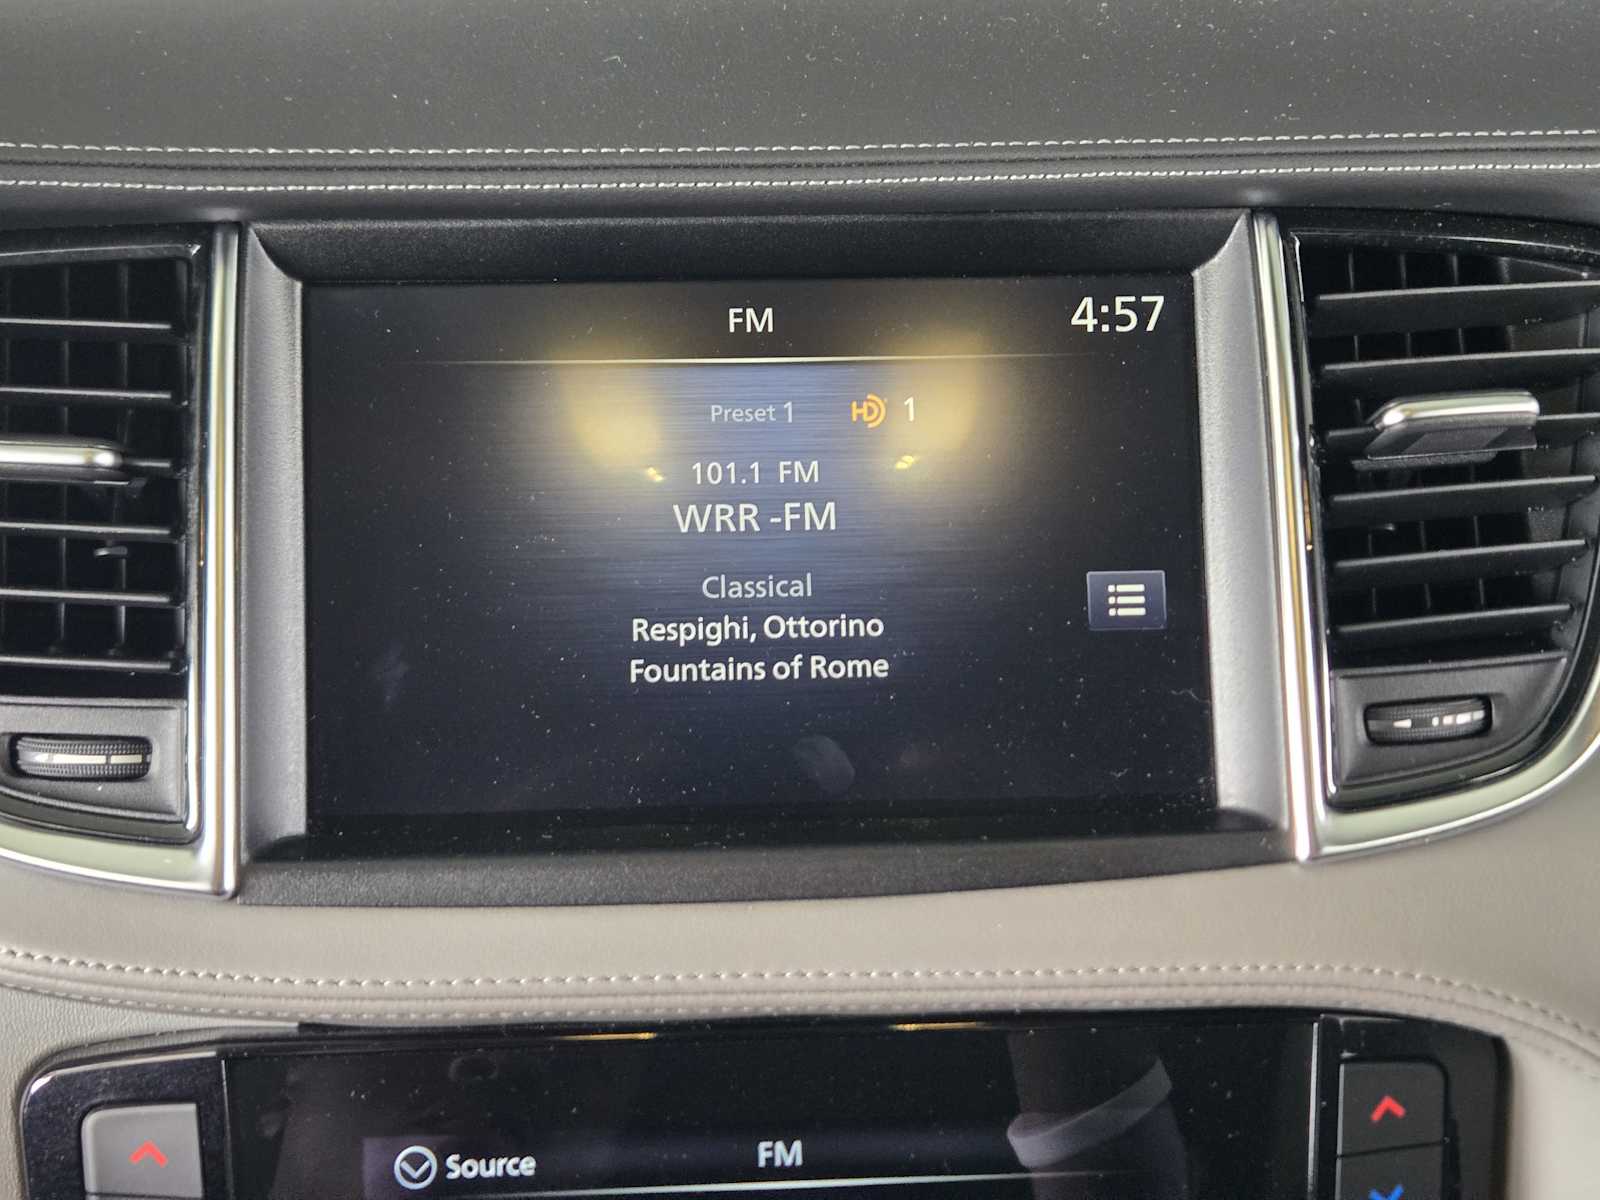 FM 4:57
Preset 1 HD 1
101.1 FM
WRR -FM
Classical
Respighi, Ottorino
Fountains of Rome
Source FM